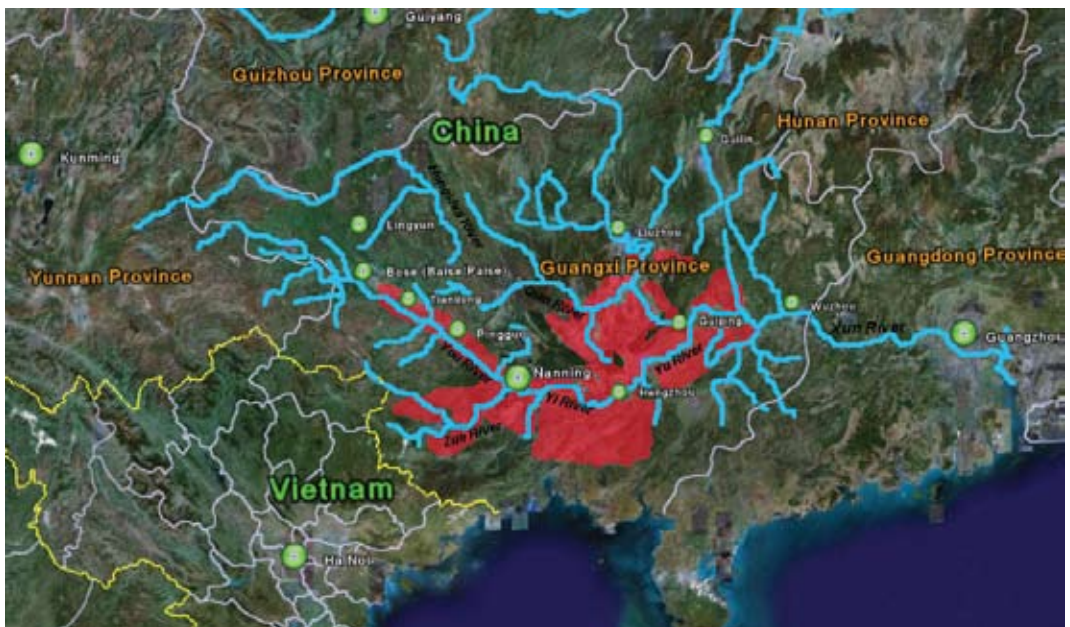 Guiyang
Guizhou Province
China
Hunan Province
Guilin
Kunming
Hongshui River
Lingyun
Liuzhou
Guangxi Province
Guangdong Province
Yunnan Province
Bose (Baise/Paise)
Tiandong
Wuzhou
Guiping
Xun River
Guangzhou
Pingguo
You River
Yu River
Nanning
Hengzhou
Yi River
Zuo River
Vietnam
Ha Noi